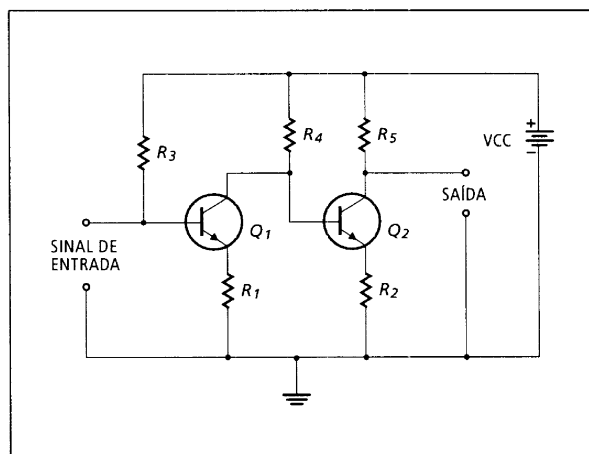 R3
R4
R5
VCC
+
−
SAÍDA
Q1
Q2
SINAL DE
ENTRADA
R1
R2